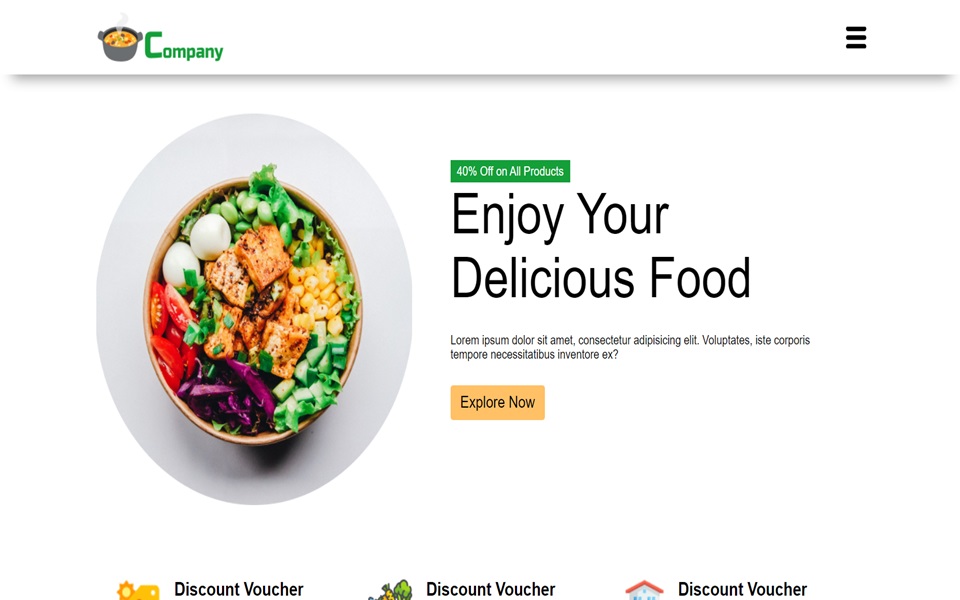 Company
40% Off on All Products
Enjoy Your
Delicious Food
Lorem ipsum dolor sit amet, consectetur adipisicing elit. Voluptates, iste corporis
tempore necessitatibus inventore ex?
Explore Now
Discount Voucher
Discount Voucher
Discount Voucher